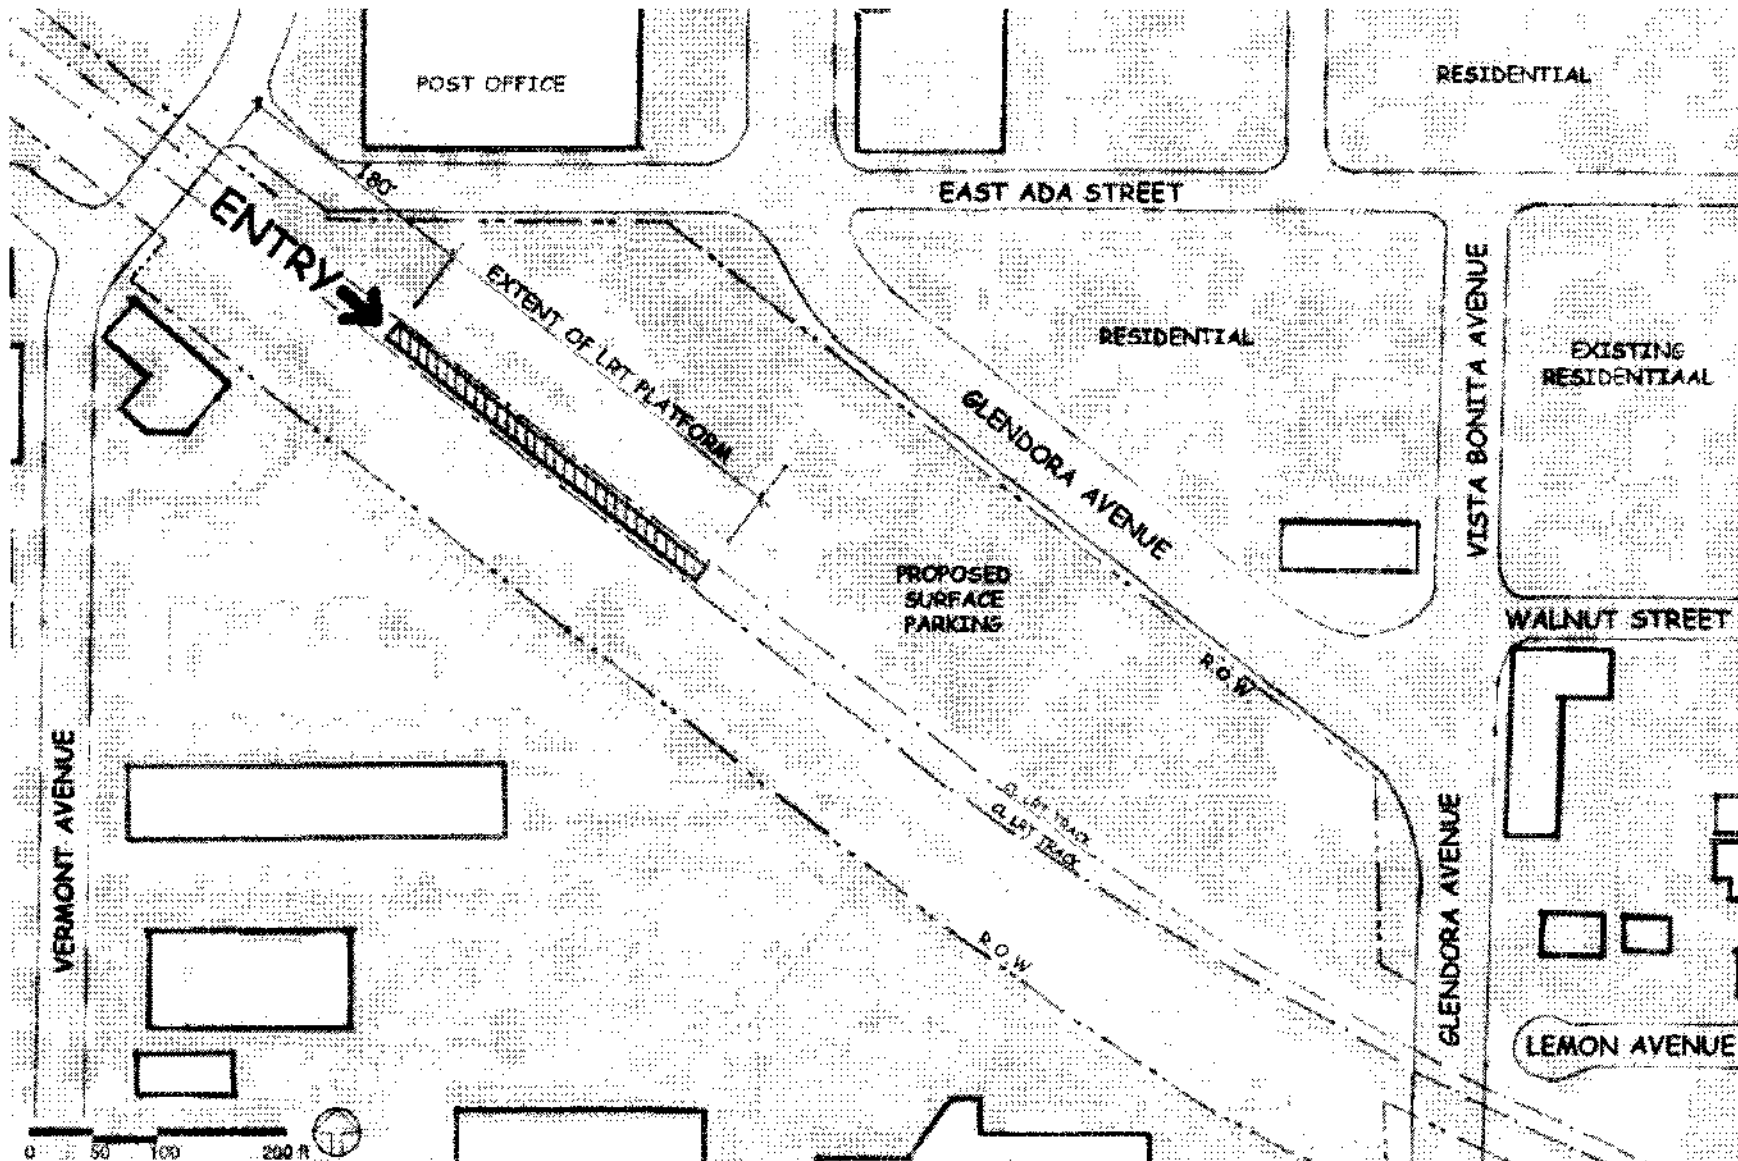 POST OFFICE
RESIDENTIAL
180'
EAST ADA STREET
ENTRY
EXTENT OF LRT PLATFORM
RESIDENTIAL
GLENDORA AVENUE
VISTA BONITA AVENUE
EXISTING
RESIDENTIAAL
PROPOSED
SURFACE
PARKING
WALNUT STREET
R.O.W
VERMONT AVENUE
CL LRT TRACK
CL LRT TRACK
GLENDORA AVENUE
R.O.W
LEMON AVENUE
0 50 100 200 ft